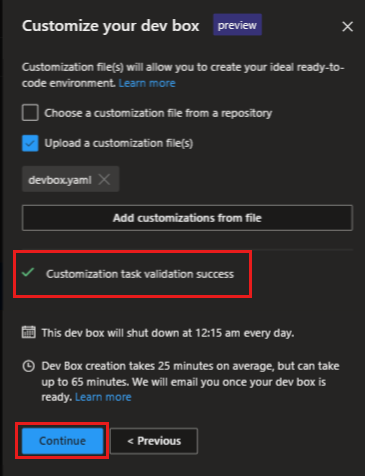 Customize your dev box preview
Customization file(s) will allow you to create your ideal ready-to-
code environment. Learn more
Choose a customization file from a repository
Upload a customization file(s)
devbox.yaml
Add customizations from file
Customization task validation success
This dev box will shut down at 12:15 am every day.
Dev Box creation takes 25 minutes on average, but can take
up to 65 minutes. We will email you once your dev box is
ready. Learn more
Continue < Previous